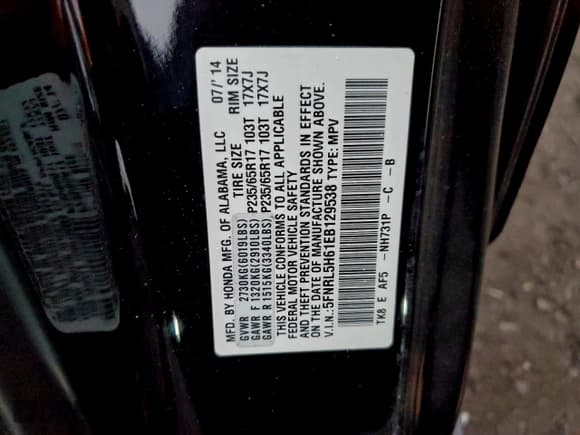 MFD. BY HONDA MFG. OF ALABAMA, LLC 07/'14
TIRE SIZE RIM SIZE
GVWR 2730KG(6019LBS)
GAWR F 1320KG(2910LBS) P235/65R17 103T 17X7J
GAWR R 1515KG(3340LBS) P235/65R17 103T 17X7J
THIS VEHICLE CONFORMS TO ALL APPLICABLE
FEDERAL MOTOR VEHICLE SAFETY
AND THEFT PREVENTION STANDARDS IN EFFECT
ON THE DATE OF MANUFACTURE SHOWN ABOVE.
V.I.N.: 5FNRL5H61EB129538 TYPE: MPV
TK8 E AF5 -NH731P -C -B